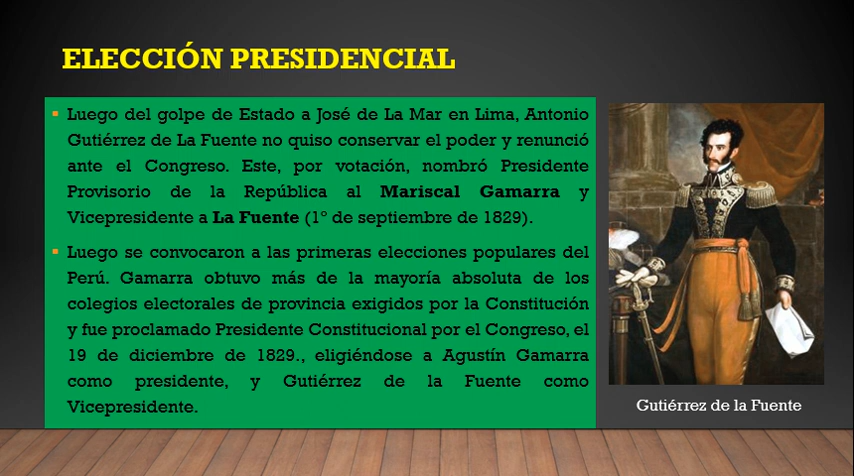 ELECCIÓN PRESIDENCIAL
Luego del golpe de Estado a José de La Mar en Lima, Antonio
Gutiérrez de La Fuente no quiso conservar el poder y renunció
ante el Congreso. Este, por votación, nombró Presidente
Provisorio de la República al Mariscal Gamarra y
Vicepresidente a La Fuente (1º de septiembre de 1829).
Luego se convocaron a las primeras elecciones populares del
Perú. Gamarra obtuvo más de la mayoría absoluta de los
colegios electorales de provincia exigidos por la Constitución
y fue proclamado Presidente Constitucional por el Congreso, el
19 de diciembre de 1829., eligiéndose a Agustín Gamarra
como presidente, y Gutiérrez de la Fuente como
Vicepresidente.
Gutiérrez de la Fuente